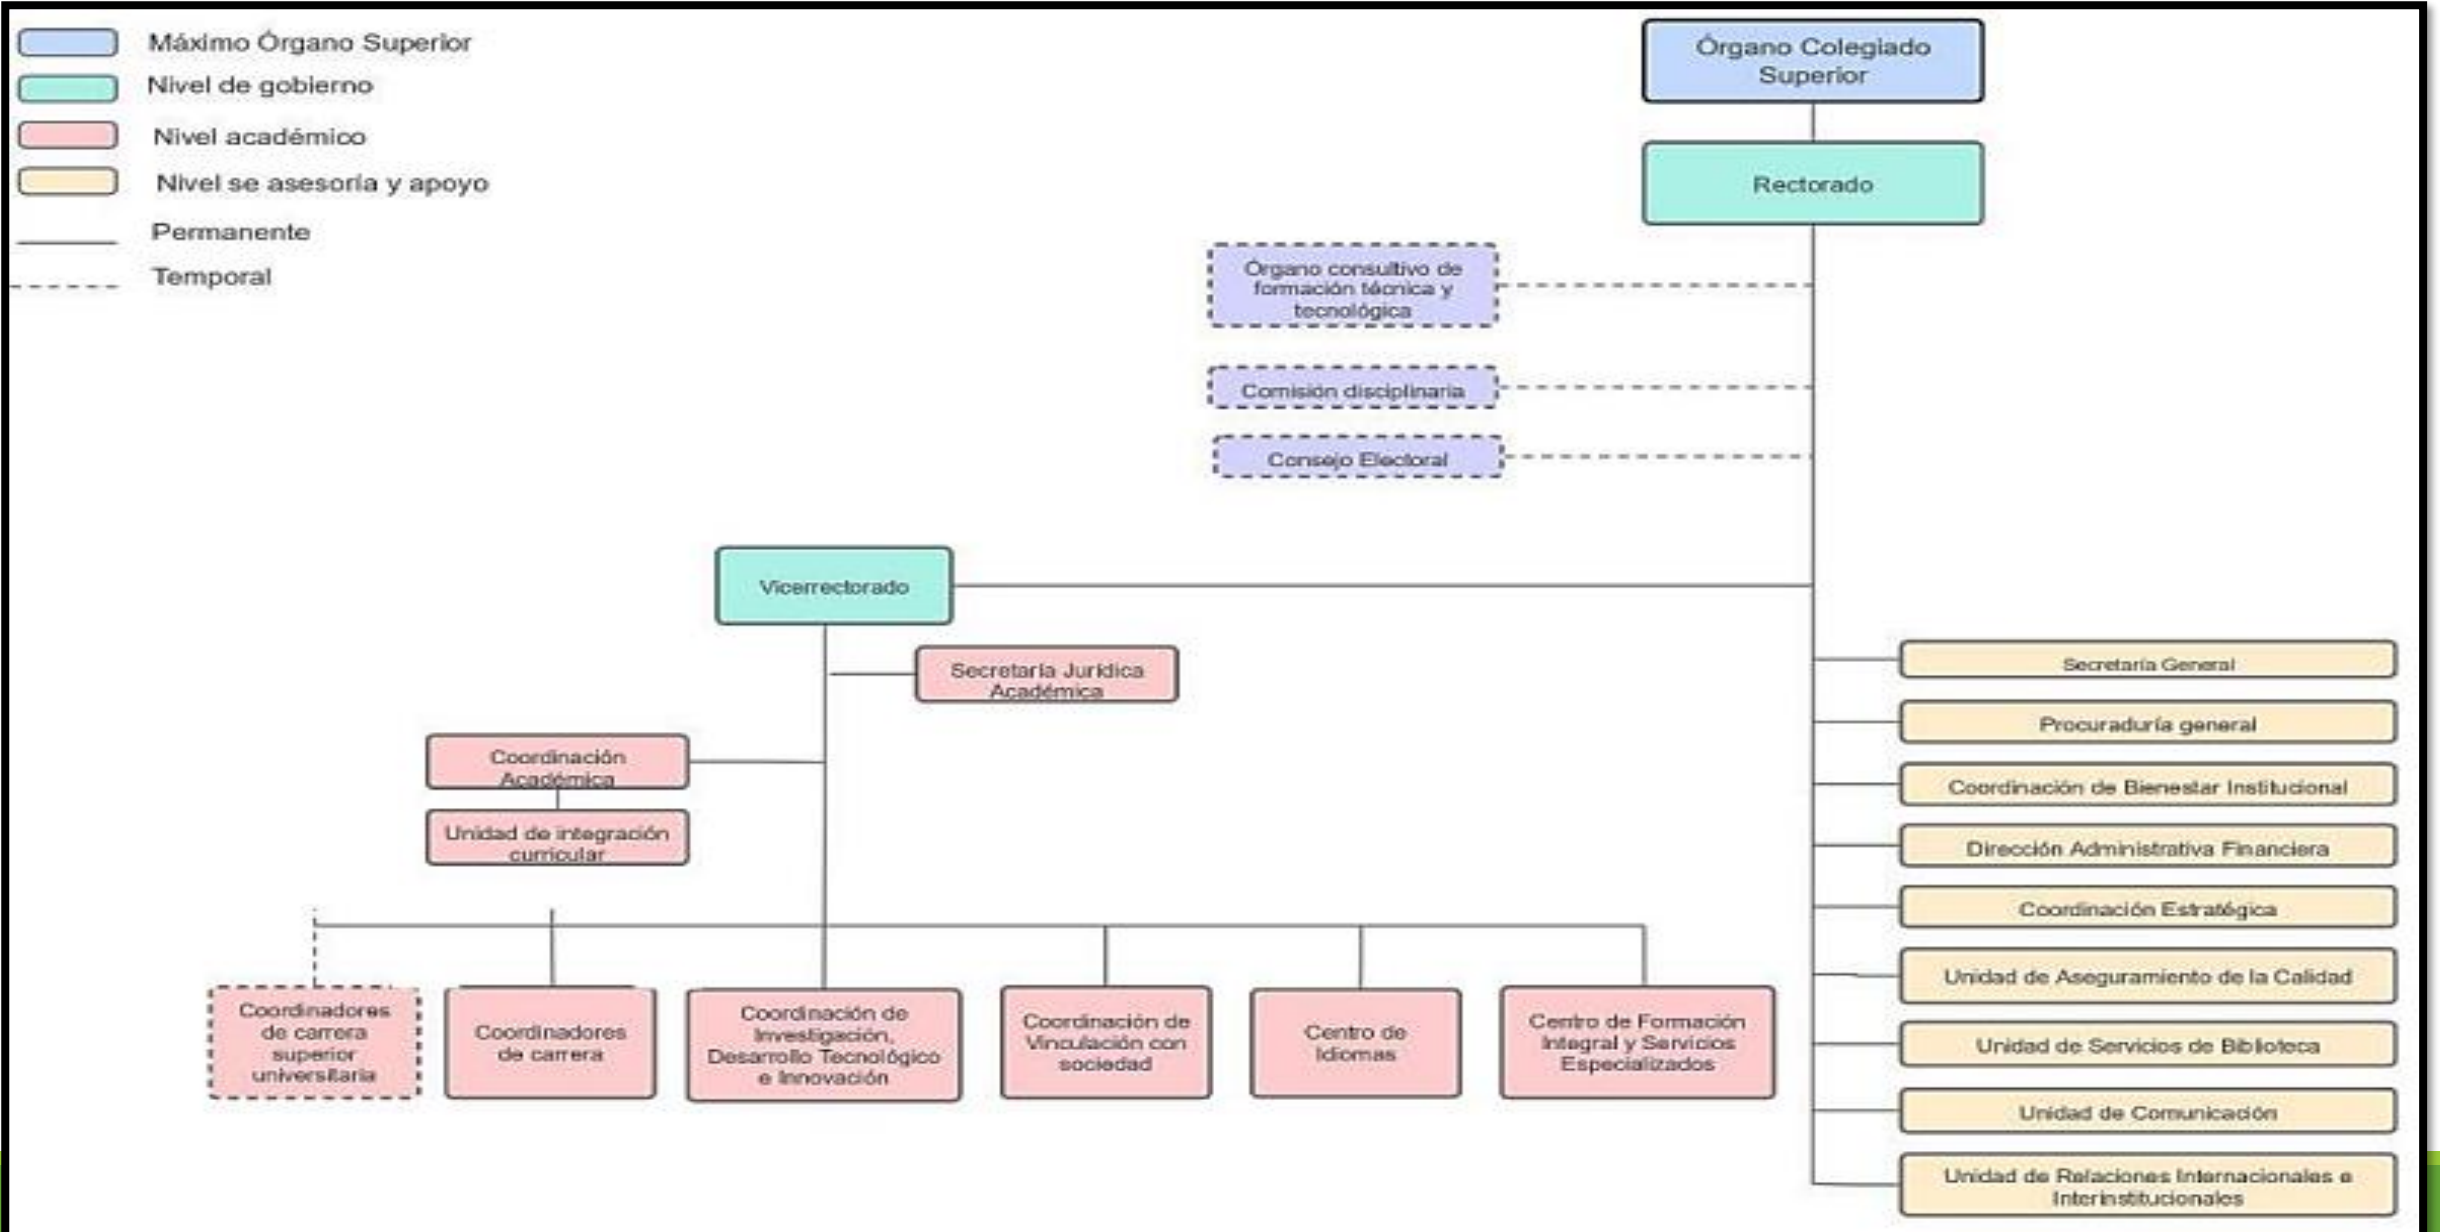 Máximo Órgano Superior
Nivel de gobierno
Nivel académico
Nivel se asesoría y apoyo
Permanente
Temporal
Órgano Colegiado
Superior
Rectorado
Órgano consultivo de
formación técnica y
tecnológica
Comisión disciplinaria
Consejo Electoral
Vicerrectorado
Secretaría Jurídica
Académica
Coordinación
Académica
Unidad de integración
curricular
Coordinadores
de carrera
superior
universitaria
Coordinadores
de carrera
Coordinación de
Investigación,
Desarrollo Tecnológico
e Innovación
Coordinación de
Vinculación con
sociedad
Centro de
Idiomas
Centro de Formación
Integral y Servicios
Especializados
Secretaría General
Procuraduría general
Coordinación de Bienestar Institucional
Dirección Administrativa Financiera
Coordinación Estratégica
Unidad de Aseguramiento de la Calidad
Unidad de Servicios de Biblioteca
Unidad de Comunicación
Unidad de Relaciones Internacionales e
Interinstitucionales